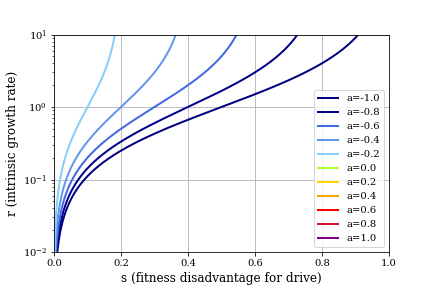 10¹
10⁰
10⁻¹
10⁻²
r (intrinsic growth rate)
0.0 0.2 0.4 0.6 0.8 1.0
s (fitness disadvantage for drive)
a=-1.0
a=-0.8
a=-0.6
a=-0.4
a=-0.2
a=0.0
a=0.2
a=0.4
a=0.6
a=0.8
a=1.0